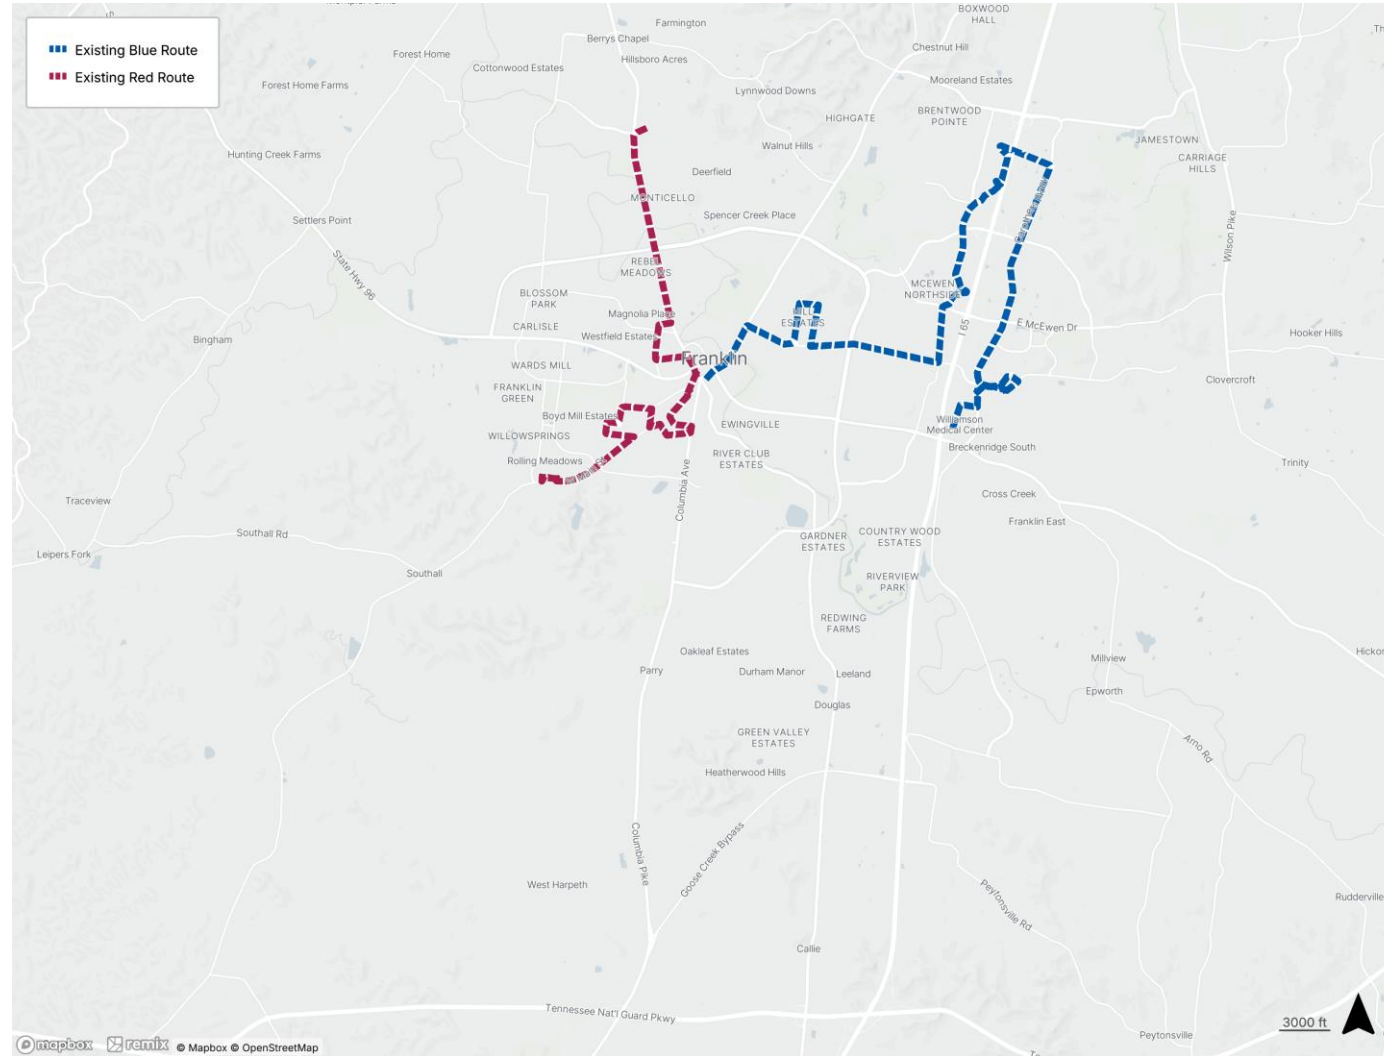 Existing Blue Route
Existing Red Route
Farmington
Berrys Chapel
Hillsboro Acres
Forest Home
Cottonwood Estates
Forest Home Farms
BOXWOOD
HALL
Chestnut Hill
Mooreland Estates
Lynnwood Downs
HIGHGATE
BRENTWOOD
POINTE
Walnut Hills
JAMESTOWN
CARRIAGE
HILLS
Hunting Creek Farms
Deerfield
MONTICELLO
Spencer Creek Place
Settlers Point
State Hwy 96
Wilson Pike
REBEL
MEADOWS
MCEWEN
NORTHSIDE
BLOSSOM
PARK
CARLISLE
Magnolia Place
Westfield Estates
ESTATES
I 65
E McEwen Dr
Hooker Hills
Bingham
Franklin
WARDS MILL
FRANKLIN
GREEN
Clovercroft
Boyd Mill Estates
WILLOWSPRINGS
EWINGVILLE
Williamson
Medical Center
Breckenridge South
Rolling Meadows
RIVER CLUB
ESTATES
Trinity
Columbia Ave
Traceview
Cross Creek
Franklin East
Southall Rd
Leipers Fork
Southall
GARDNER
ESTATES
COUNTRY WOOD
ESTATES
RIVERVIEW
PARK
REDWING
FARMS
Oakleaf Estates
Parry
Durham Manor
Leeland
Millview
Epworth
Douglas
GREEN VALLEY
ESTATES
Heatherwood Hills
Arno Rd
Columbia Pike
Goose Creek Bypass
West Harpeth
Peytonsville Rd
Rudderville
Callie
Tennessee Nat'l Guard Pkwy
Peytonsville
3000 ft
mapbox remix © Mapbox © OpenStreetMap